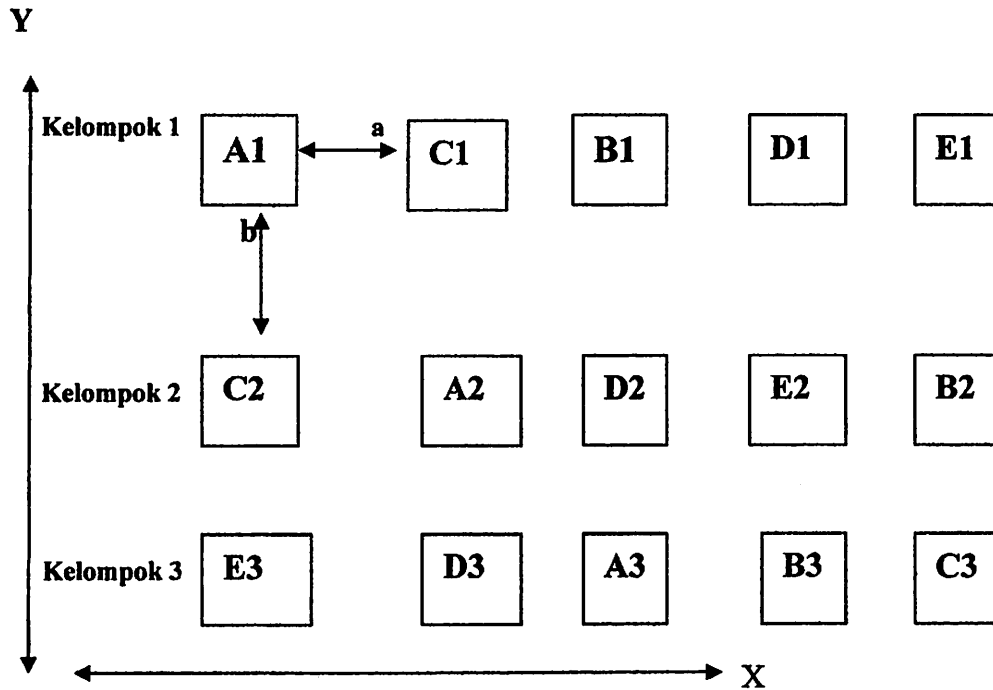 Y
Kelompok 1 A1 a C1 B1 D1 E1
b
Kelompok 2 C2 A2 D2 E2 B2
Kelompok 3 E3 D3 A3 B3 C3
X